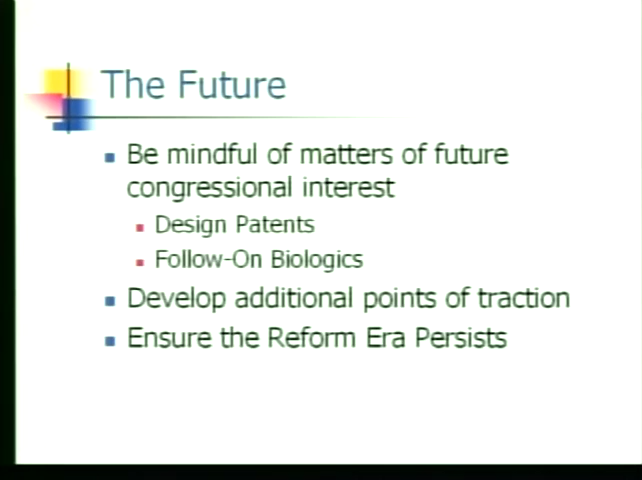 The Future
Be mindful of matters of future
congressional interest
Design Patents
Follow-On Biologics
Develop additional points of traction
Ensure the Reform Era Persists